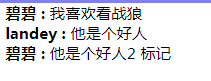 碧碧 : 我喜欢看战狼
landey : 他是个好人
碧碧 : 他是个好人2 标记